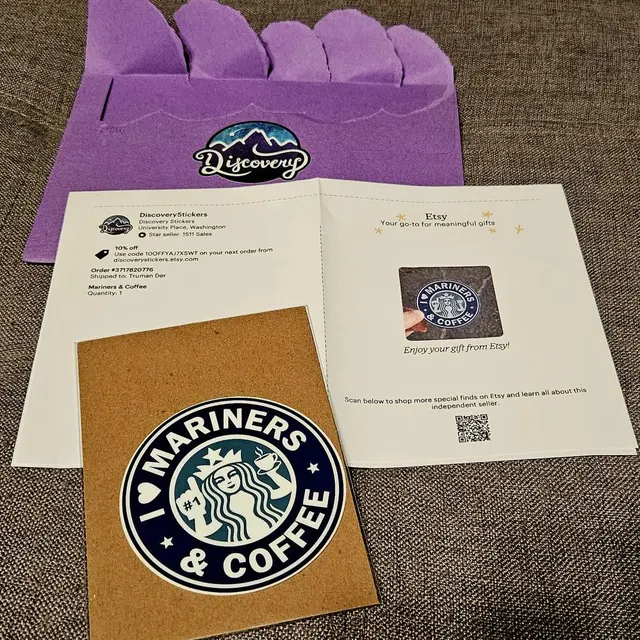 Discovery
DiscoveryStickers
Discovery Stickers
University Place, Washington
Star seller 1511 Sales
10% off
Use code 10OFFYAJ7XSWT on your next order from
discoverystickers.etsy.com
Order #3717820776
Shipped to: Truman Der
Mariners & Coffee
Quantity: 1
Discovery
Etsy
Your go-to for meaningful gifts
I ♥ MARINERS
& COFFEE
Enjoy your gift from Etsy!
Scan below to shop more special finds on Etsy and learn all about this
independent seller.
I ♥ MARINERS
#1
& COFFEE